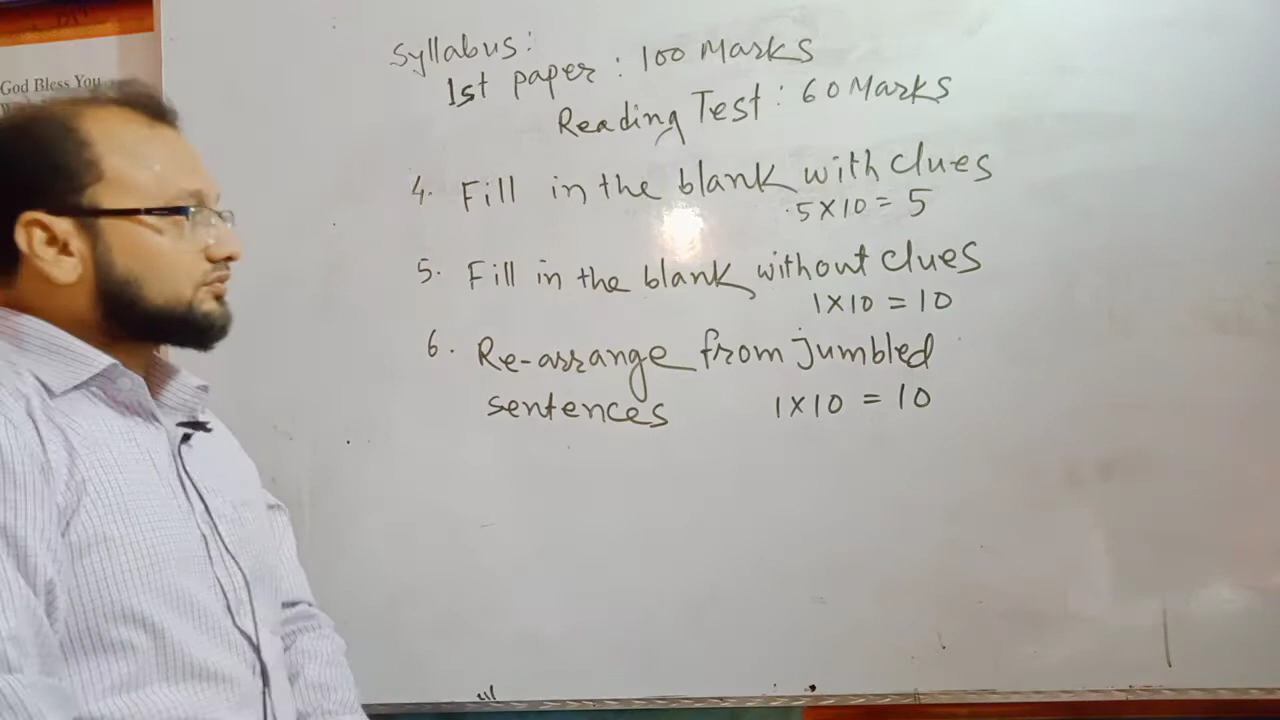 God Bless You
Syllabus:
1st paper: 100 Marks
Reading Test: 60 Marks
4. Fill in the blank with clues
.5X10 = 5
5. Fill in the blank without clues
1X10 = 10
6. Re-arrange from jumbled
sentences 1X10 = 10